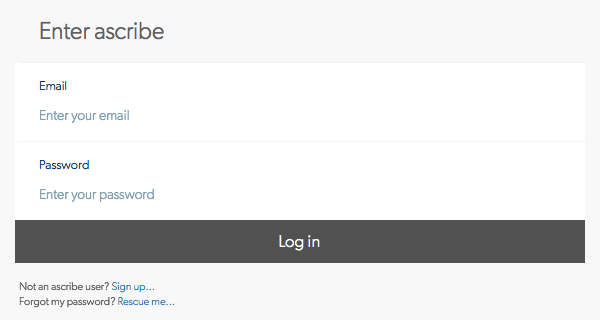 Enter ascribe
Email
Enter your email
Password
Enter your password
Log in
Not an ascribe user? Sign up...
Forgot my password? Rescue me...